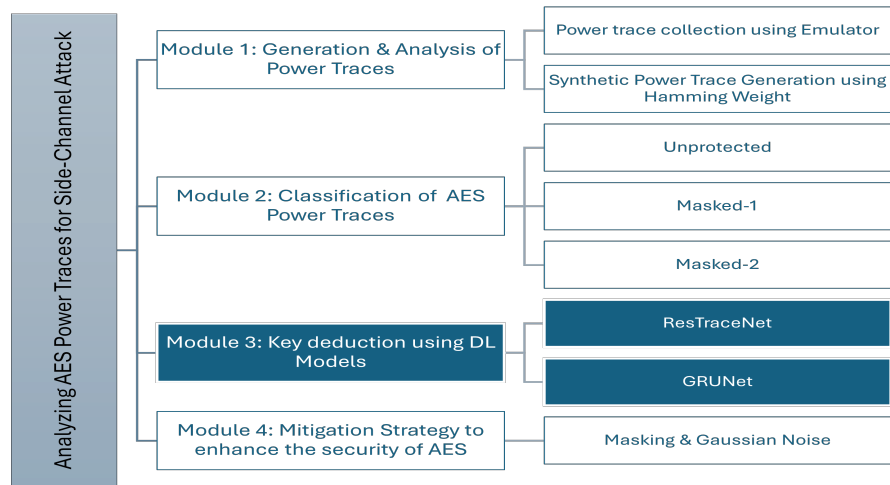 Analyzing AES Power Traces for Side-Channel Attack
Module 1: Generation & Analysis of
Power Traces
Power trace collection using Emulator
Synthetic Power Trace Generation using
Hamming Weight
Module 2: Classification of AES
Power Traces
Unprotected
Masked-1
Masked-2
Module 3: Key deduction using DL
Models
ResTraceNet
GRUNet
Module 4: Mitigation Strategy to
enhance the security of AES
Masking & Gaussian Noise